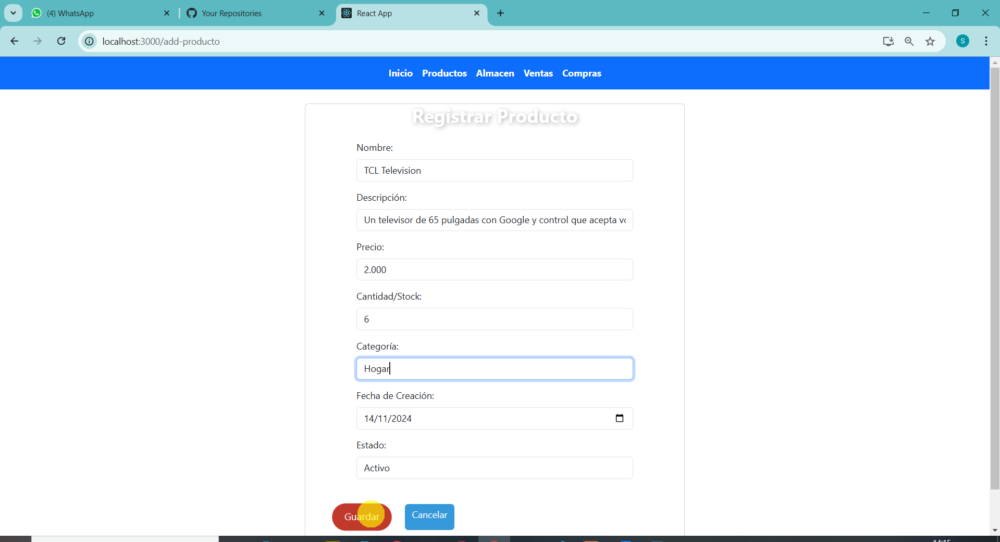 (4) WhatsApp
Your Repositories
React App
localhost:3000/add-producto
S
Inicio Productos Almacen Ventas Compras
Registrar Producto
Nombre:
TCL Television
Descripción:
Un televisor de 65 pulgadas con Google y control que acepta
Precio:
2.000
Cantidad/Stock:
6
Categoría:
Hogar
Fecha de Creación:
14/11/2024
Estado:
Activo
Guardar Cancelar